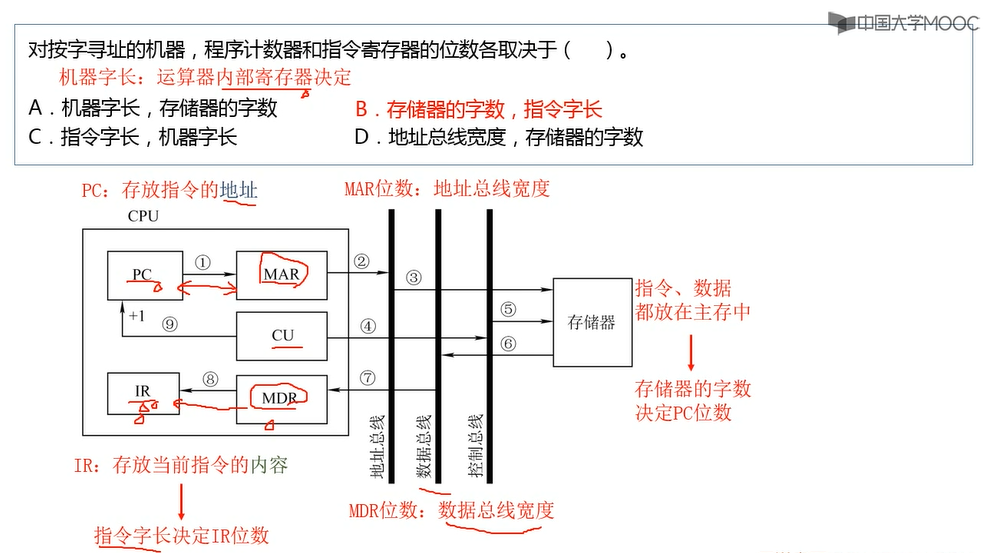 中国大学MOOC
对按字寻址的机器，程序计数器和指令寄存器的位数各取决于（　　）。
机器字长：运算器内部寄存器决定
A．机器字长，存储器的字数
B．存储器的字数，指令字长
C．指令字长，机器字长
D．地址总线宽度，存储器的字数
PC：存放指令的地址
MAR位数：地址总线宽度
CPU
PC
①
MAR
②
③
+1
⑨
CU
④
⑤
⑥
存储器
指令、数据
都放在主存中
IR
⑧
MDR
⑦
存储器的字数
决定PC位数
地址总线
数据总线
控制总线
IR：存放当前指令的内容
MDR位数：数据总线宽度
指令字长决定IR位数